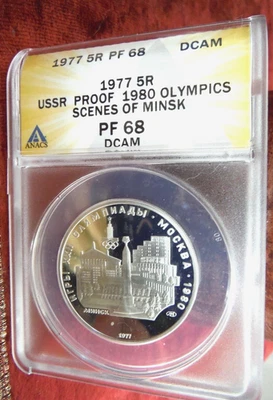 1977 5R PF 68 DCAM
1977 5R
USSR PROOF 1980 OLYMPICS
SCENES OF MINSK
PF 68
DCAM
ANACS
ИГРЫ XXII ОЛИМПИАДЫ · МОСКВА · 1980
МИНСК
1977